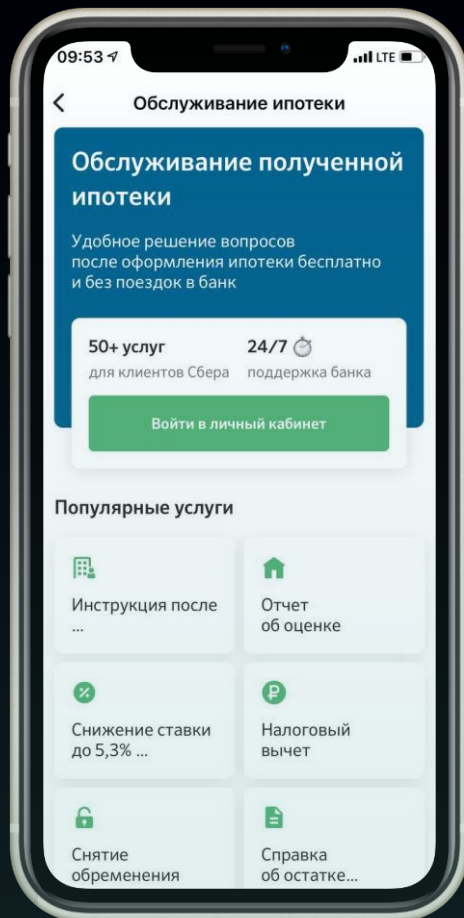 09:53
LTE
Обслуживание ипотеки
Обслуживание полученной
ипотеки
Удобное решение вопросов
после оформления ипотеки бесплатно
и без поездок в банк
50+ услуг
для клиентов Сбера
24/7
поддержка банка
Войти в личный кабинет
Популярные услуги
Инструкция после
...
Отчет
об оценке
Снижение ставки
до 5,3% ...
Налоговый
вычет
Снятие
обременения
Справка
об остатке...